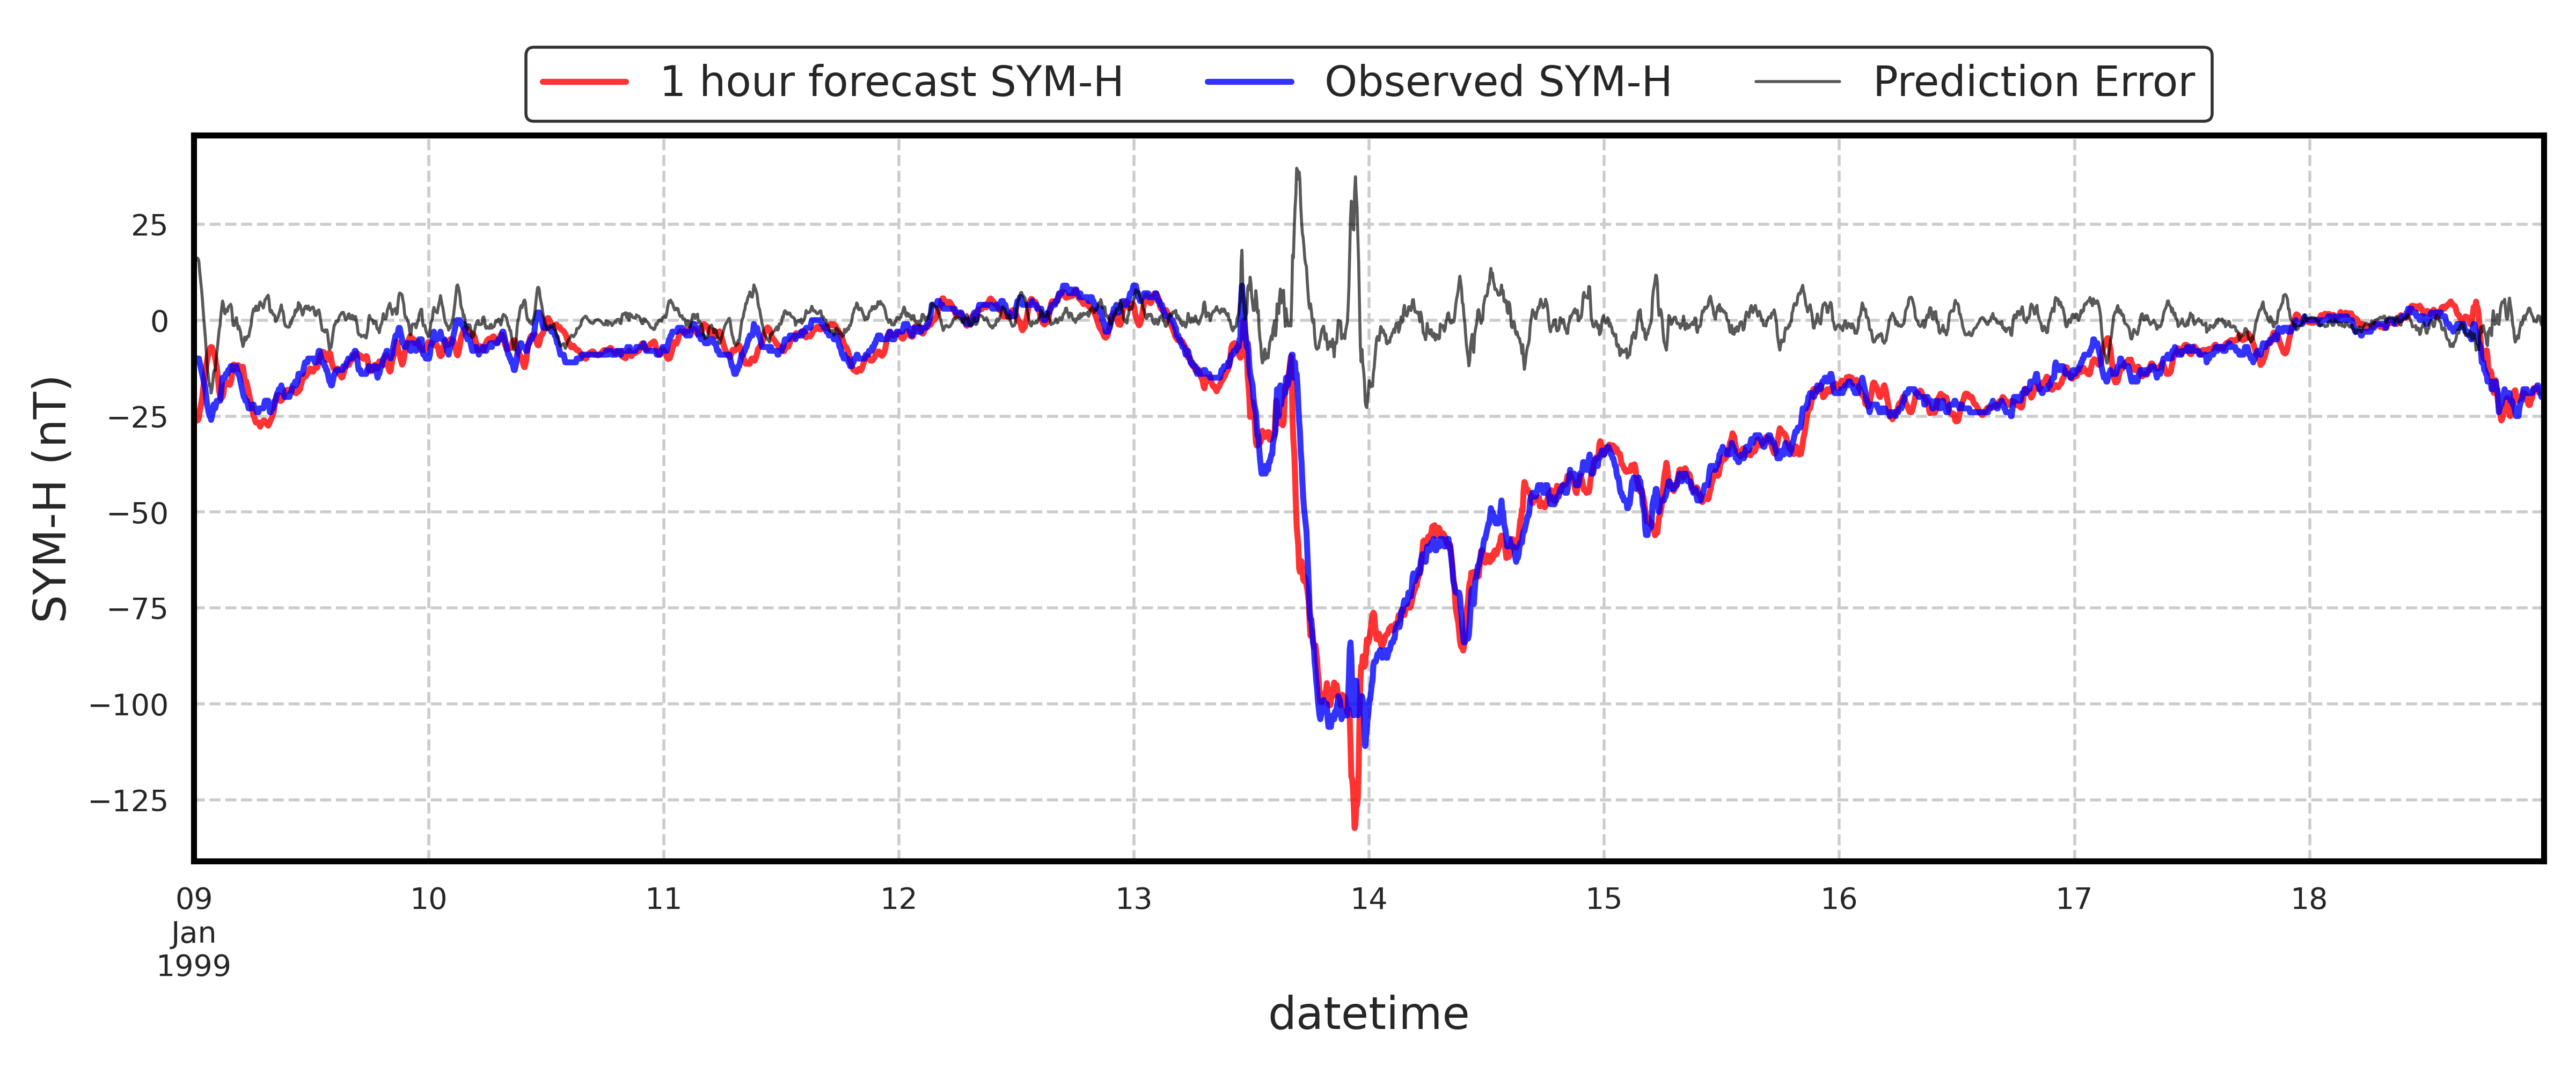 1 hour forecast SYM-H Observed SYM-H Prediction Error
SYM-H (nT)
25
0
−25
−50
−75
−100
−125
09 10 11 12 13 14 15 16 17 18
Jan
1999
datetime